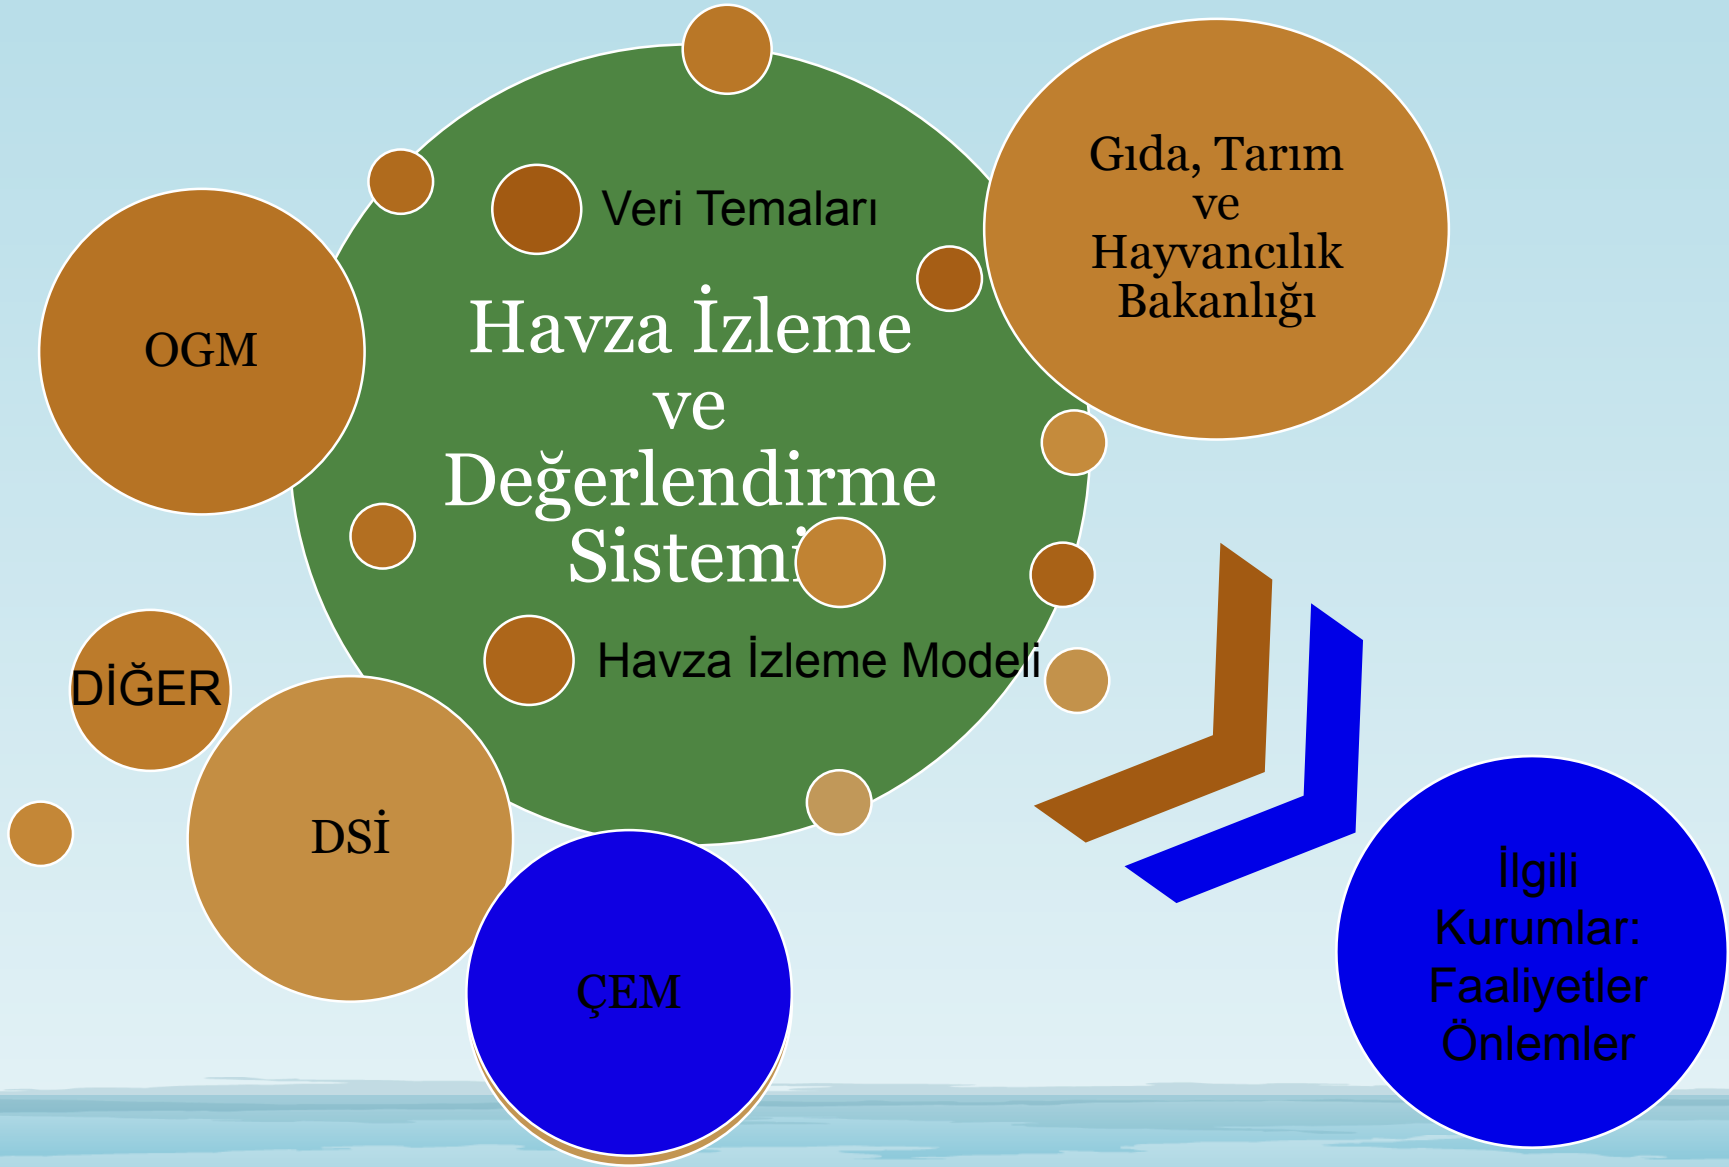 Gıda, Tarım
ve
Hayvancılık
Bakanlığı
Veri Temaları
Havza İzleme
ve
Değerlendirme
Sistemi
OGM
Havza İzleme Modeli
DİĞER
DSİ
ÇEM
İlgili
Kurumlar:
Faaliyetler
Önlemler